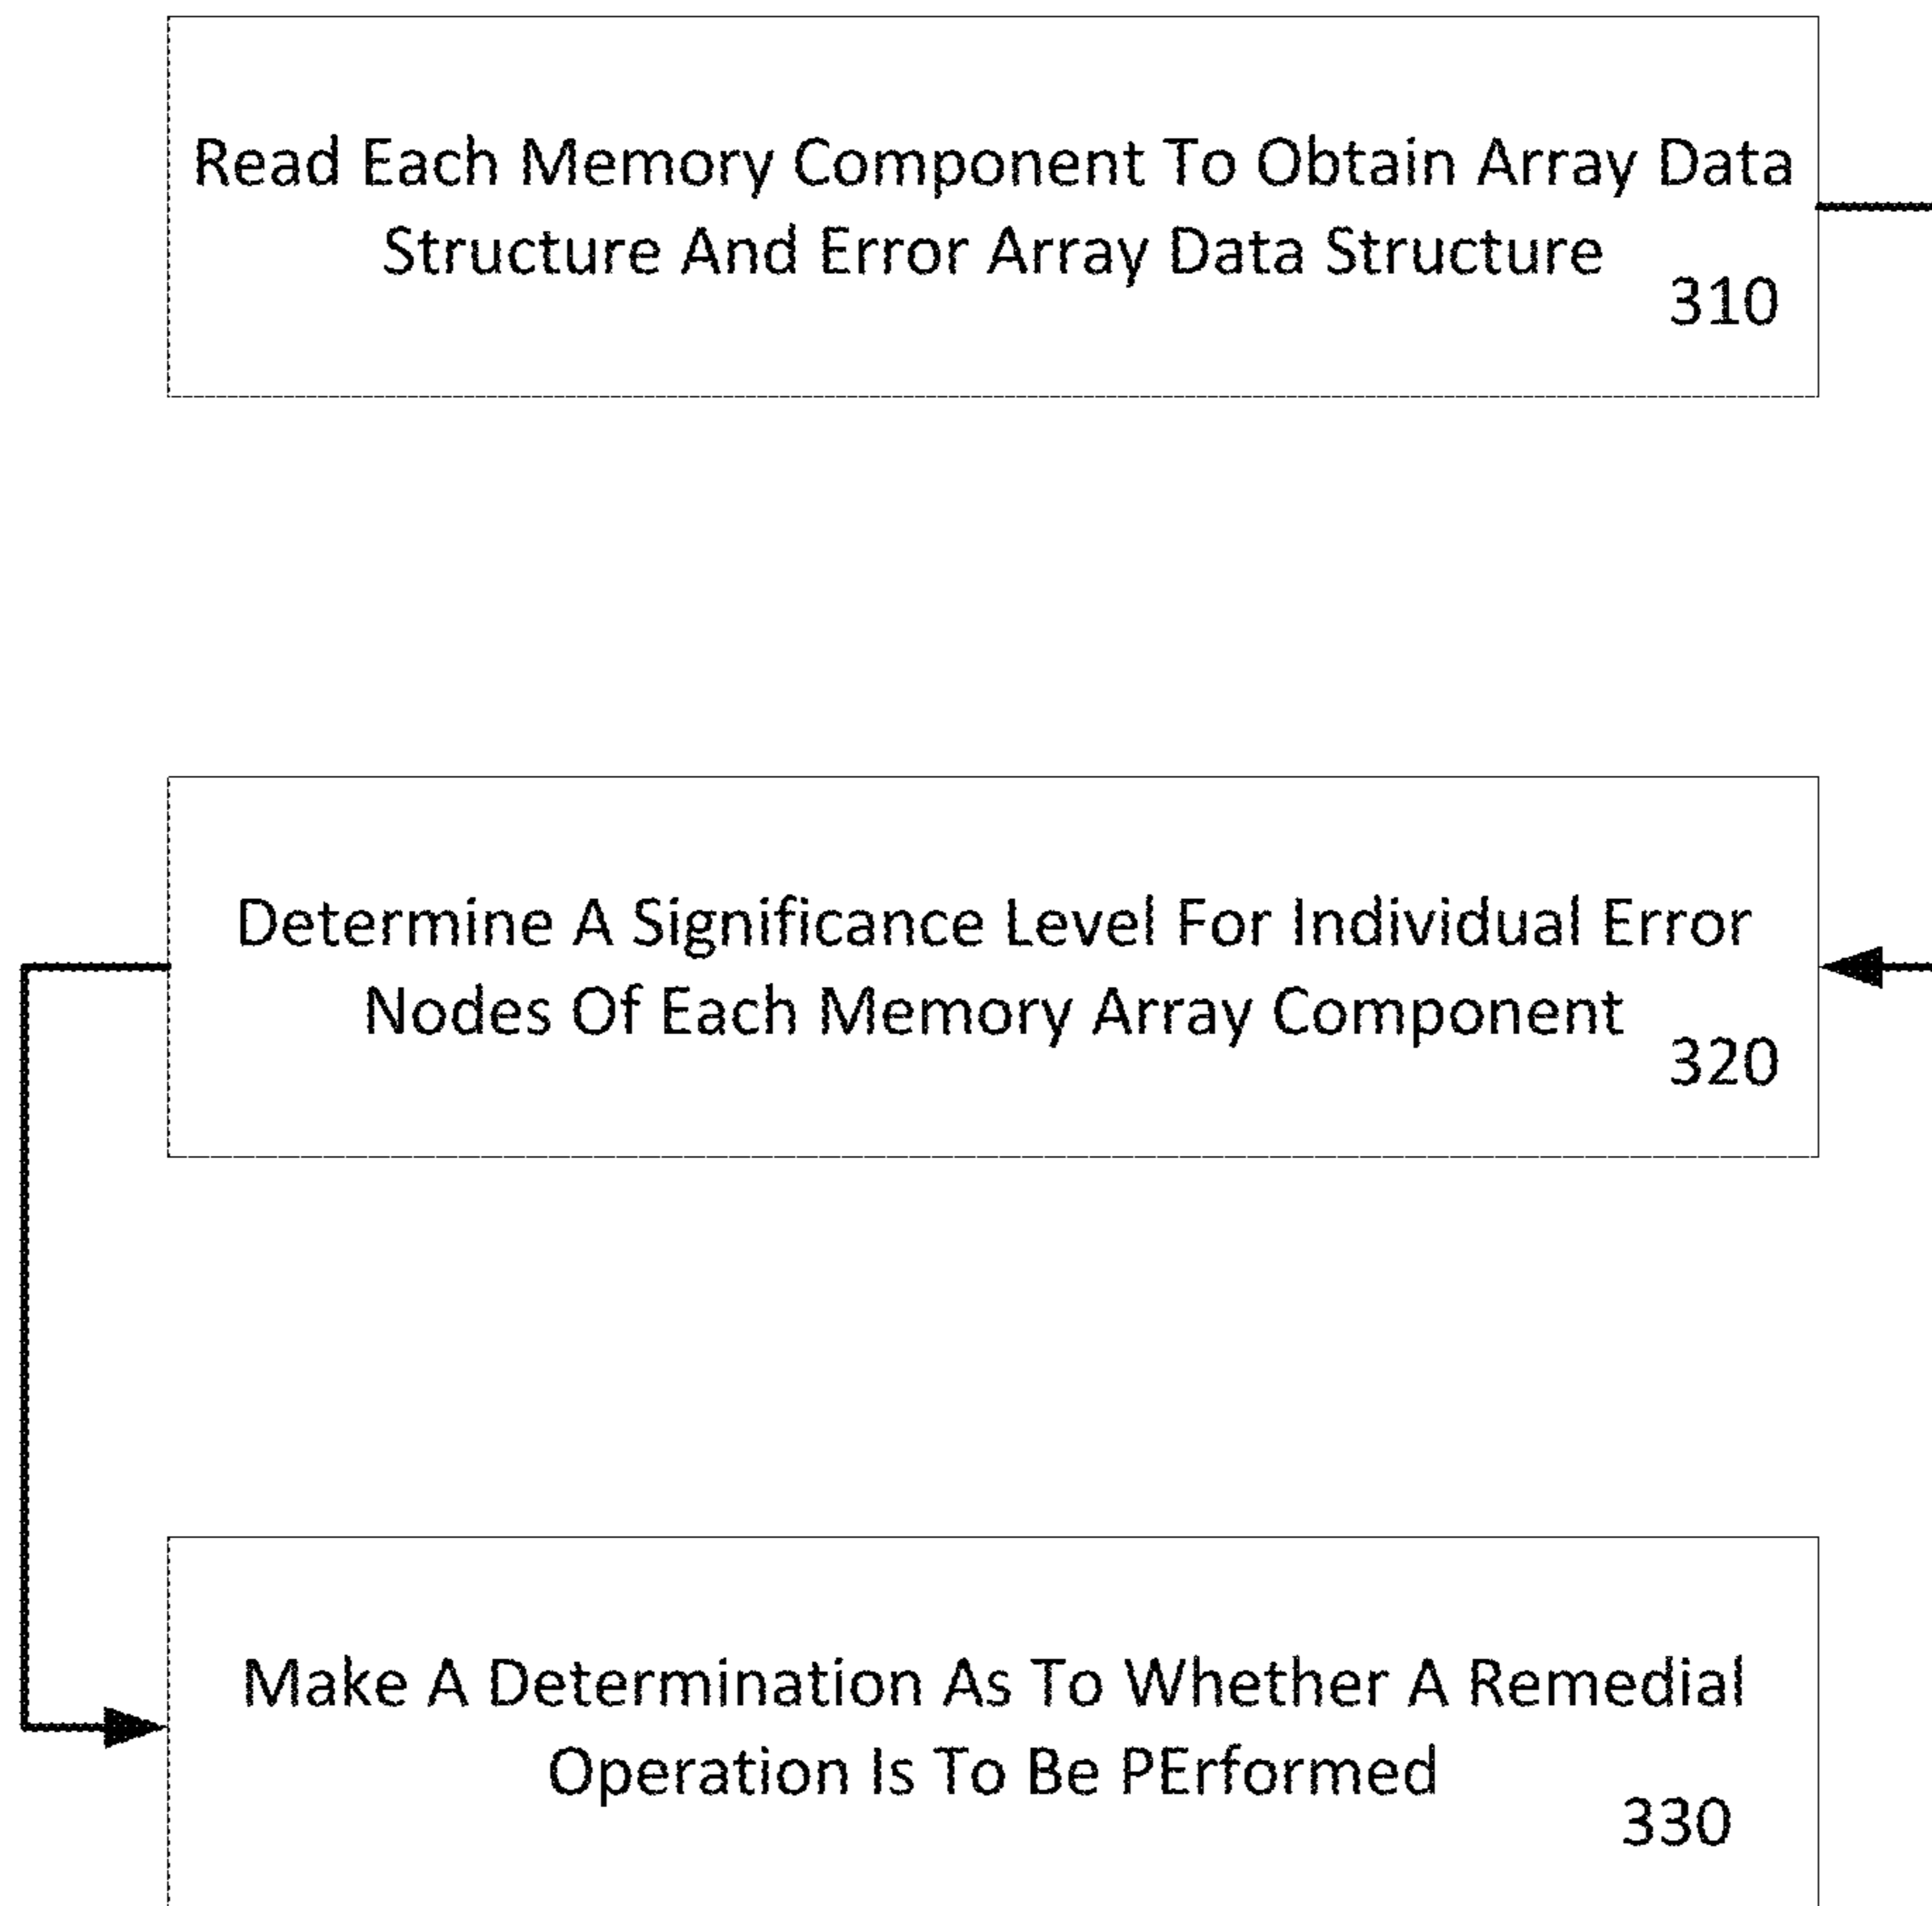 Read Each Memory Component To Obtain Array Data
Structure And Error Array Data Structure
310
Determine A Significance Level For Individual Error
Nodes Of Each Memory Array Component
320
Make A Determination As To Whether A Remedial
Operation Is To Be PErformed
330